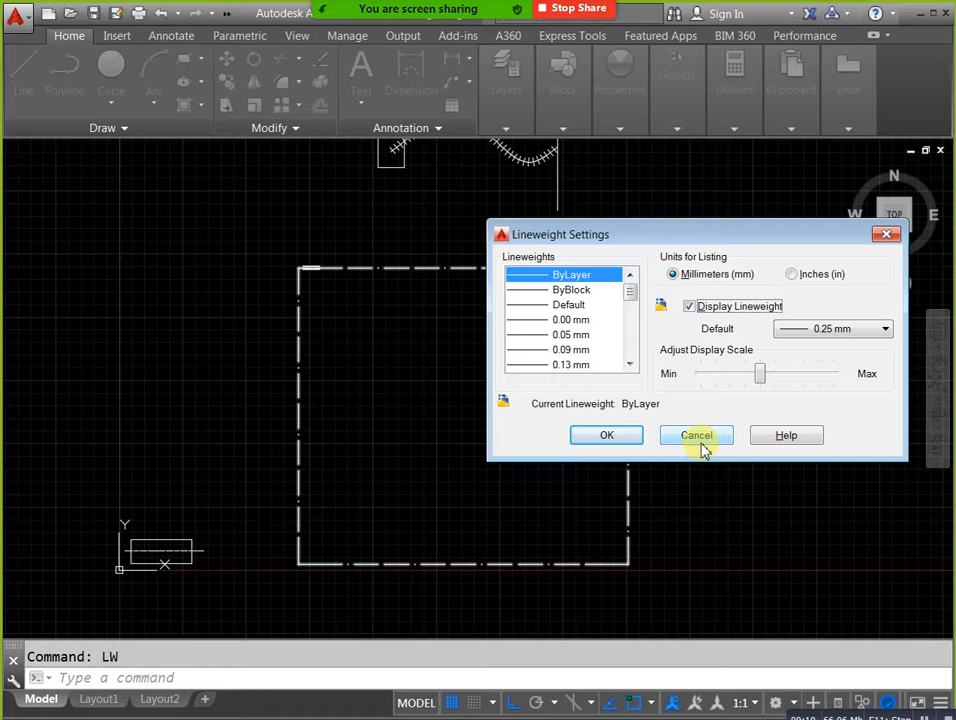 Autodesk A
You are screen sharing
Stop Share
Sign In
Home Insert Annotate Parametric View Manage Output Add-ins A360 Express Tools Featured Apps BIM 360 Performance
Line Polyline Circle Arc Text Dimension Layers Block Properties Groups Utilities Clipboard View
Draw Modify Annotation
N
W TOP E
Lineweight Settings
Lineweights
ByLayer
ByBlock
Default
0.00 mm
0.05 mm
0.09 mm
0.13 mm
Units for Listing
Millimeters (mm) Inches (in)
Display Lineweight
Default 0.25 mm
Adjust Display Scale
Min Max
Current Lineweight: ByLayer
OK Cancel Help
Y
X
Command: LW
Type a command
Model Layout1 Layout2 +
MODEL 1:1